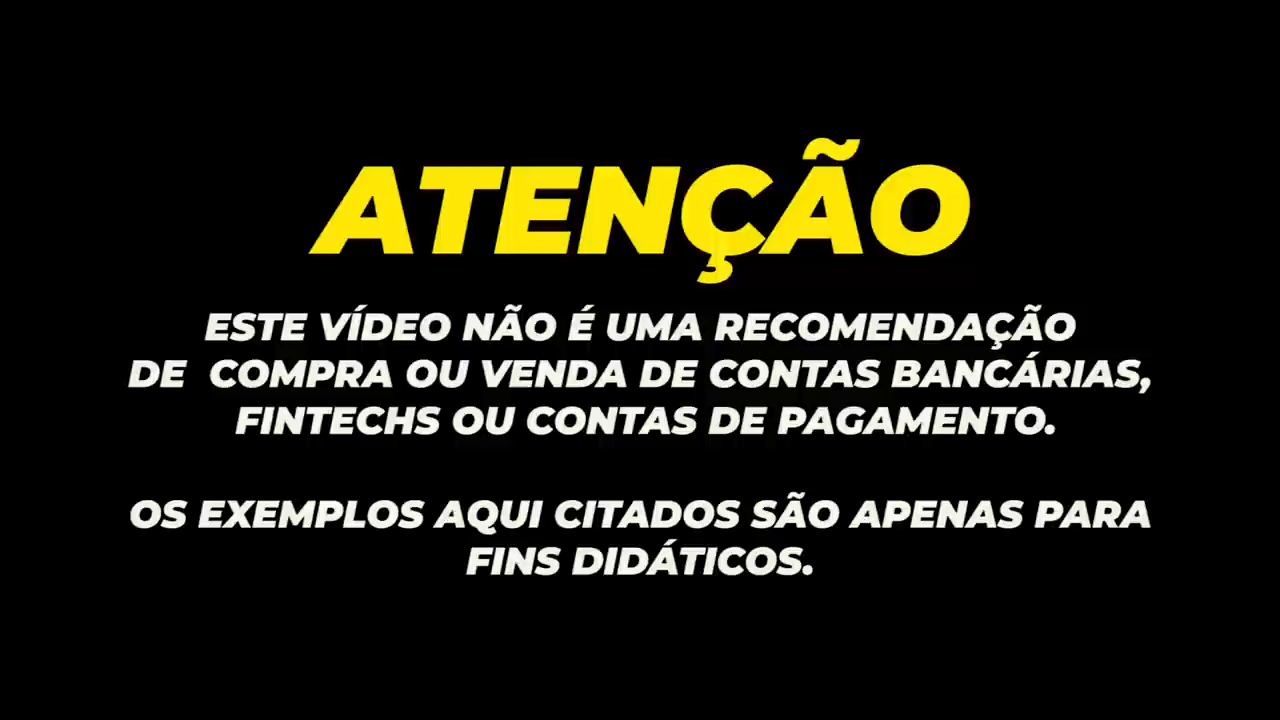 ATENÇÃO
ESTE VÍDEO NÃO É UMA RECOMENDAÇÃO
DE COMPRA OU VENDA DE CONTAS BANCÁRIAS,
FINTECHS OU CONTAS DE PAGAMENTO.
OS EXEMPLOS AQUI CITADOS SÃO APENAS PARA
FINS DIDÁTICOS.